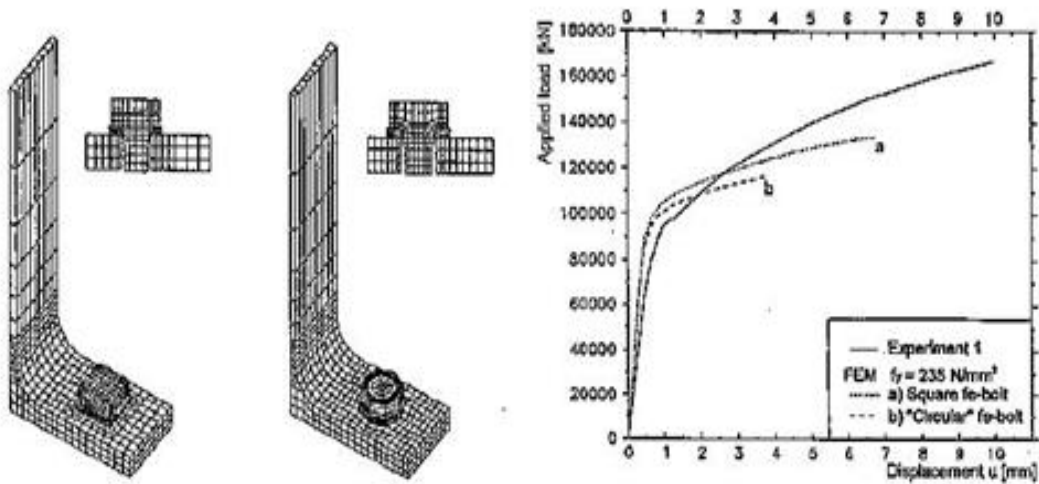 0 1 2 3 4 5 6 7 8 9 10
Applied load [kN]
180000
160000
140000
120000
100000
80000
60000
40000
20000
0
a
b
Experiment 1
FEM fy = 235 N/mm²
a) Square fe-bolt
b) "Circular" fe-bolt
0 1 2 3 4 5 6 7 8 9 10
Displacement u [mm]